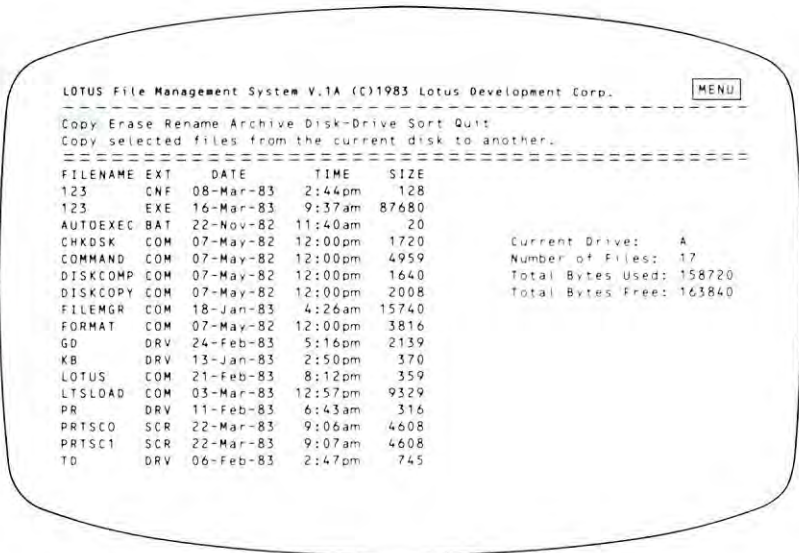 LOTUS File Management System V.1A (C)1983 Lotus Development Corp. MENU
Copy Erase Rename Archive Disk-Drive Sort Quit
Copy selected files from the current disk to another.
FILENAME EXT DATE TIME SIZE
123 CNF 08-Mar-83 2:44pm 128
123 EXE 16-Mar-83 9:37am 87680
AUTOEXEC BAT 22-Nov-82 11:40am 20
CHKDSK COM 07-May-82 12:00pm 1720 Current Drive: A
COMMAND COM 07-May-82 12:00pm 4959 Number of Files: 17
DISKCOMP COM 07-May-82 12:00pm 1640 Total Bytes Used: 158720
DISKCOPY COM 07-May-82 12:00pm 2008 Total Bytes Free: 163840
FILEMGR COM 18-Jan-83 4:26am 15740
FORMAT COM 07-May-82 12:00pm 3816
GD DRV 24-Feb-83 5:16pm 2139
KB DRV 13-Jan-83 2:50pm 370
LOTUS COM 21-Feb-83 8:12pm 359
LTSLOAD COM 03-Mar-83 12:57pm 9329
PR DRV 11-Feb-83 6:43am 316
PRTSC0 SCR 22-Mar-83 9:06am 4608
PRTSC1 SCR 22-Mar-83 9:07am 4608
TD DRV 06-Feb-83 2:47pm 745